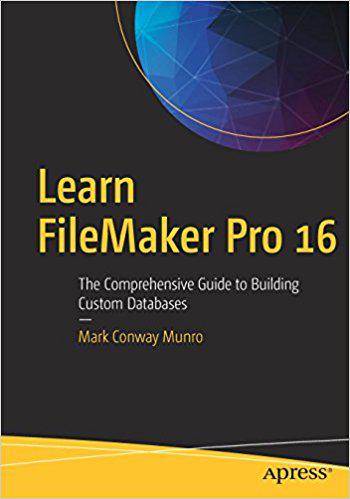 Learn
FileMaker Pro 16
The Comprehensive Guide to Building
Custom Databases
—
Mark Conway Munro
Apress®